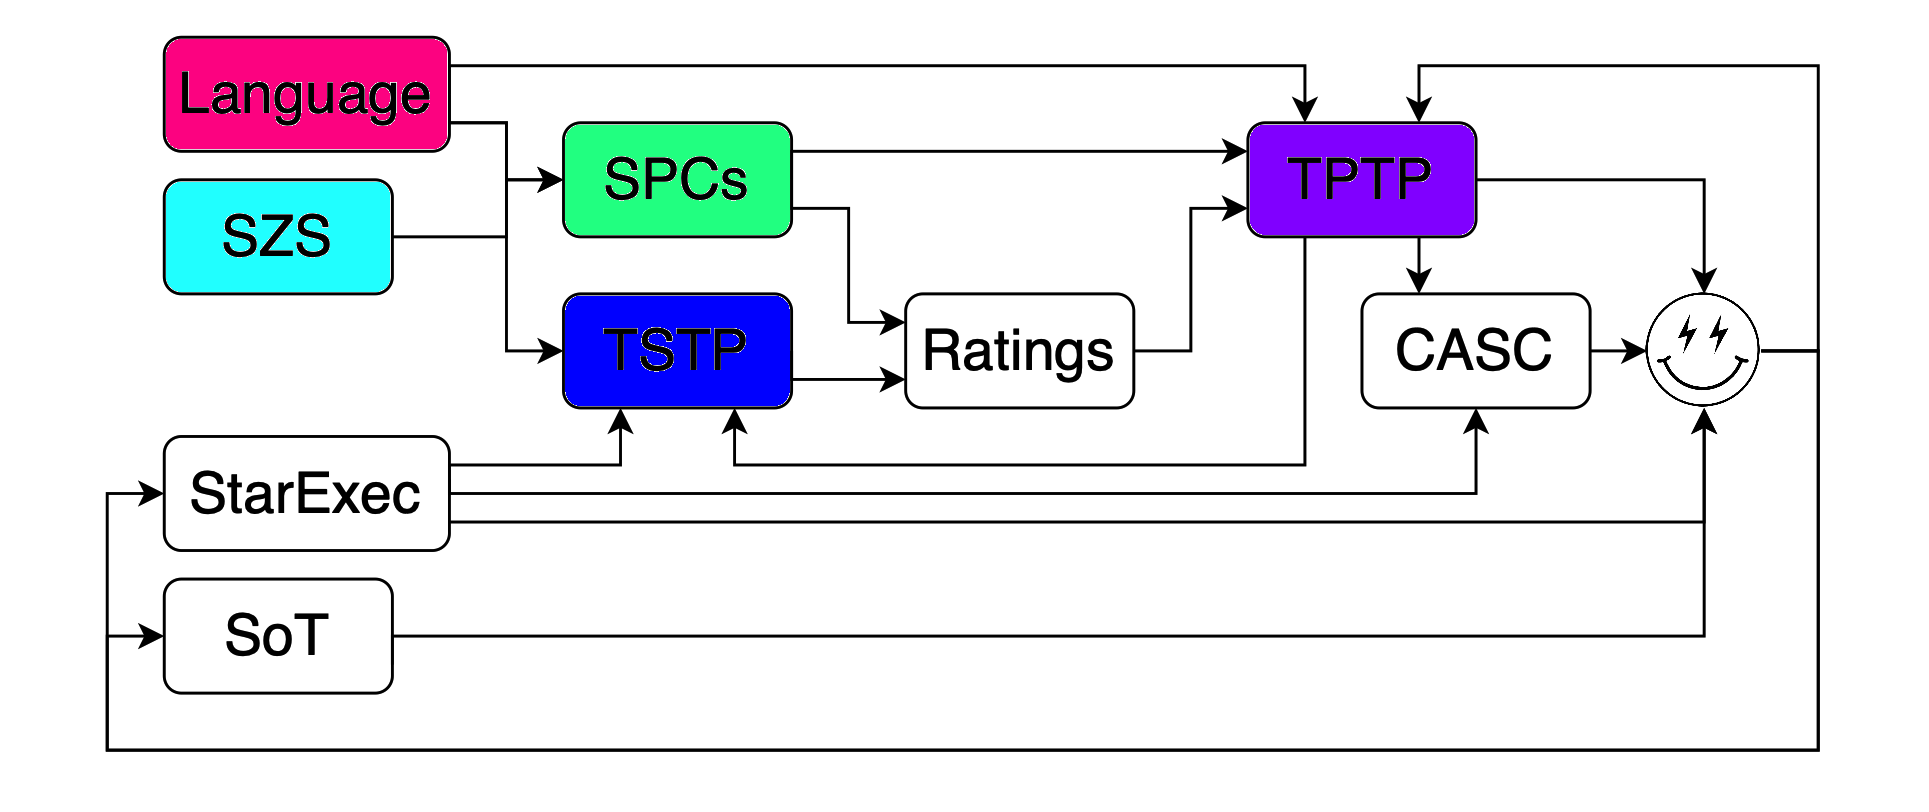 Language
SPCs
TPTP
SZS
TSTP
Ratings
CASC
StarExec
SoT